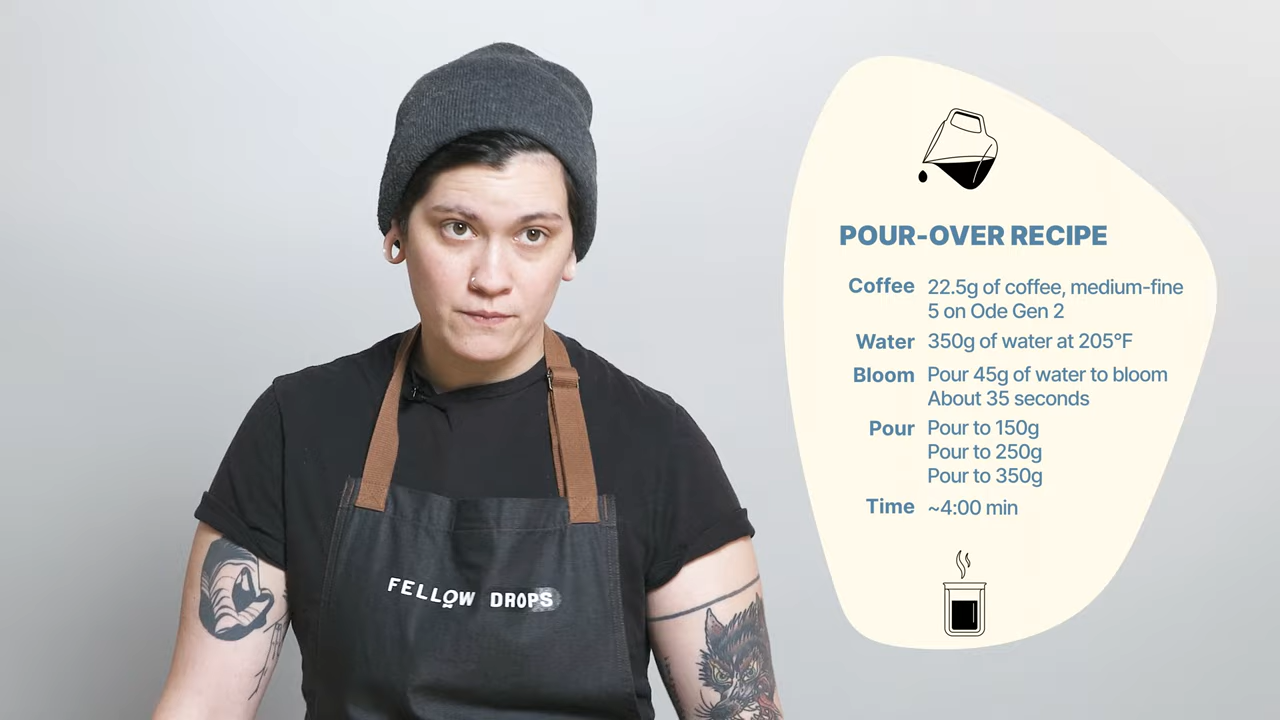 POUR-OVER RECIPE
Coffee 22.5g of coffee, medium-fine
5 on Ode Gen 2
Water 350g of water at 205°F
Bloom Pour 45g of water to bloom
About 35 seconds
Pour Pour to 150g
Pour to 250g
Pour to 350g
Time ~4:00 min
FELLOW DROPS